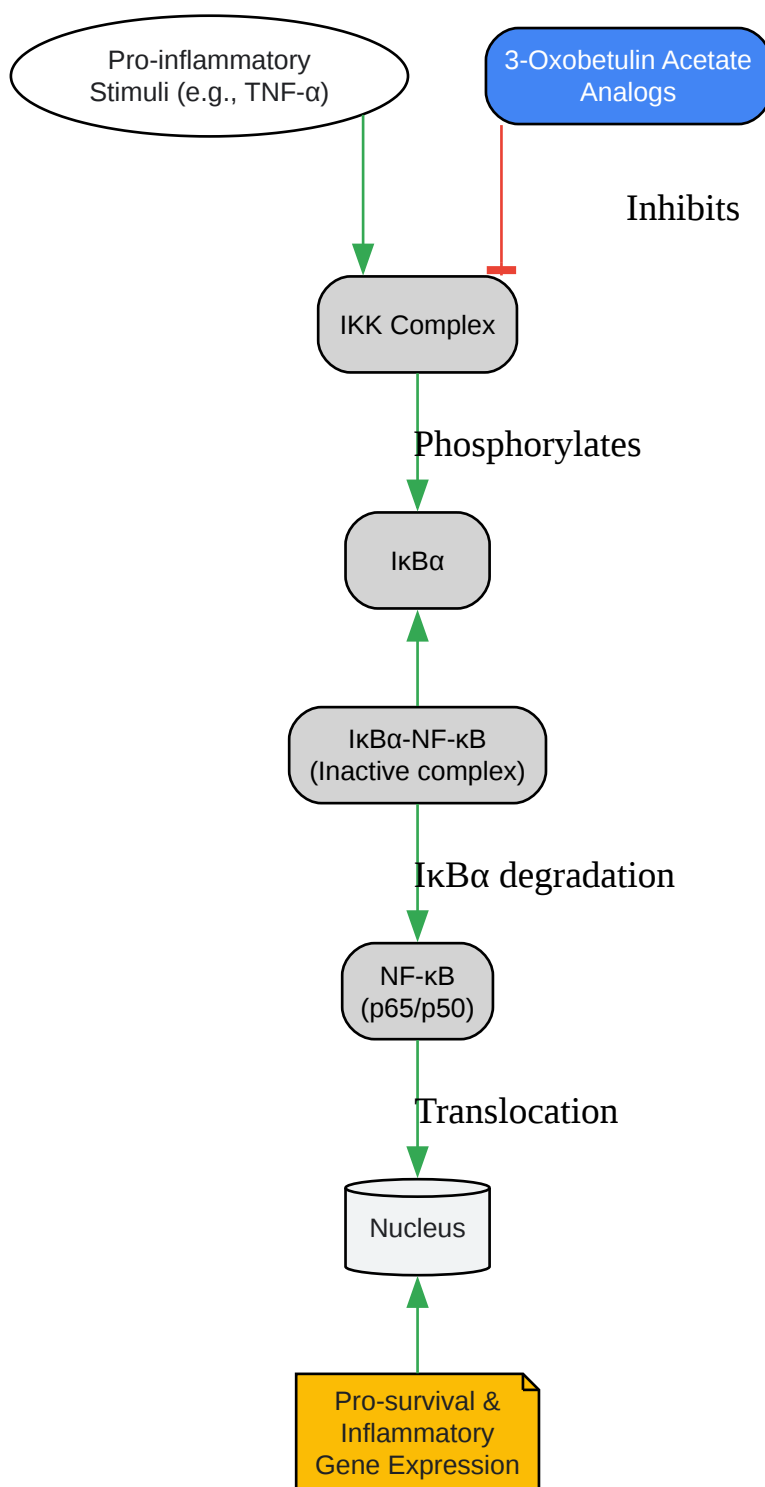 Pro-inflammatory
Stimuli (e.g., TNF-α)
3-Oxobetulin Acetate
Analogs
Inhibits
IKK Complex
Phosphorylates
IκBα
IκBα-NF-κB
(Inactive complex)
IκBα degradation
NF-κB
(p65/p50)
Translocation
Nucleus
Pro-survival &
Inflammatory
Gene Expression